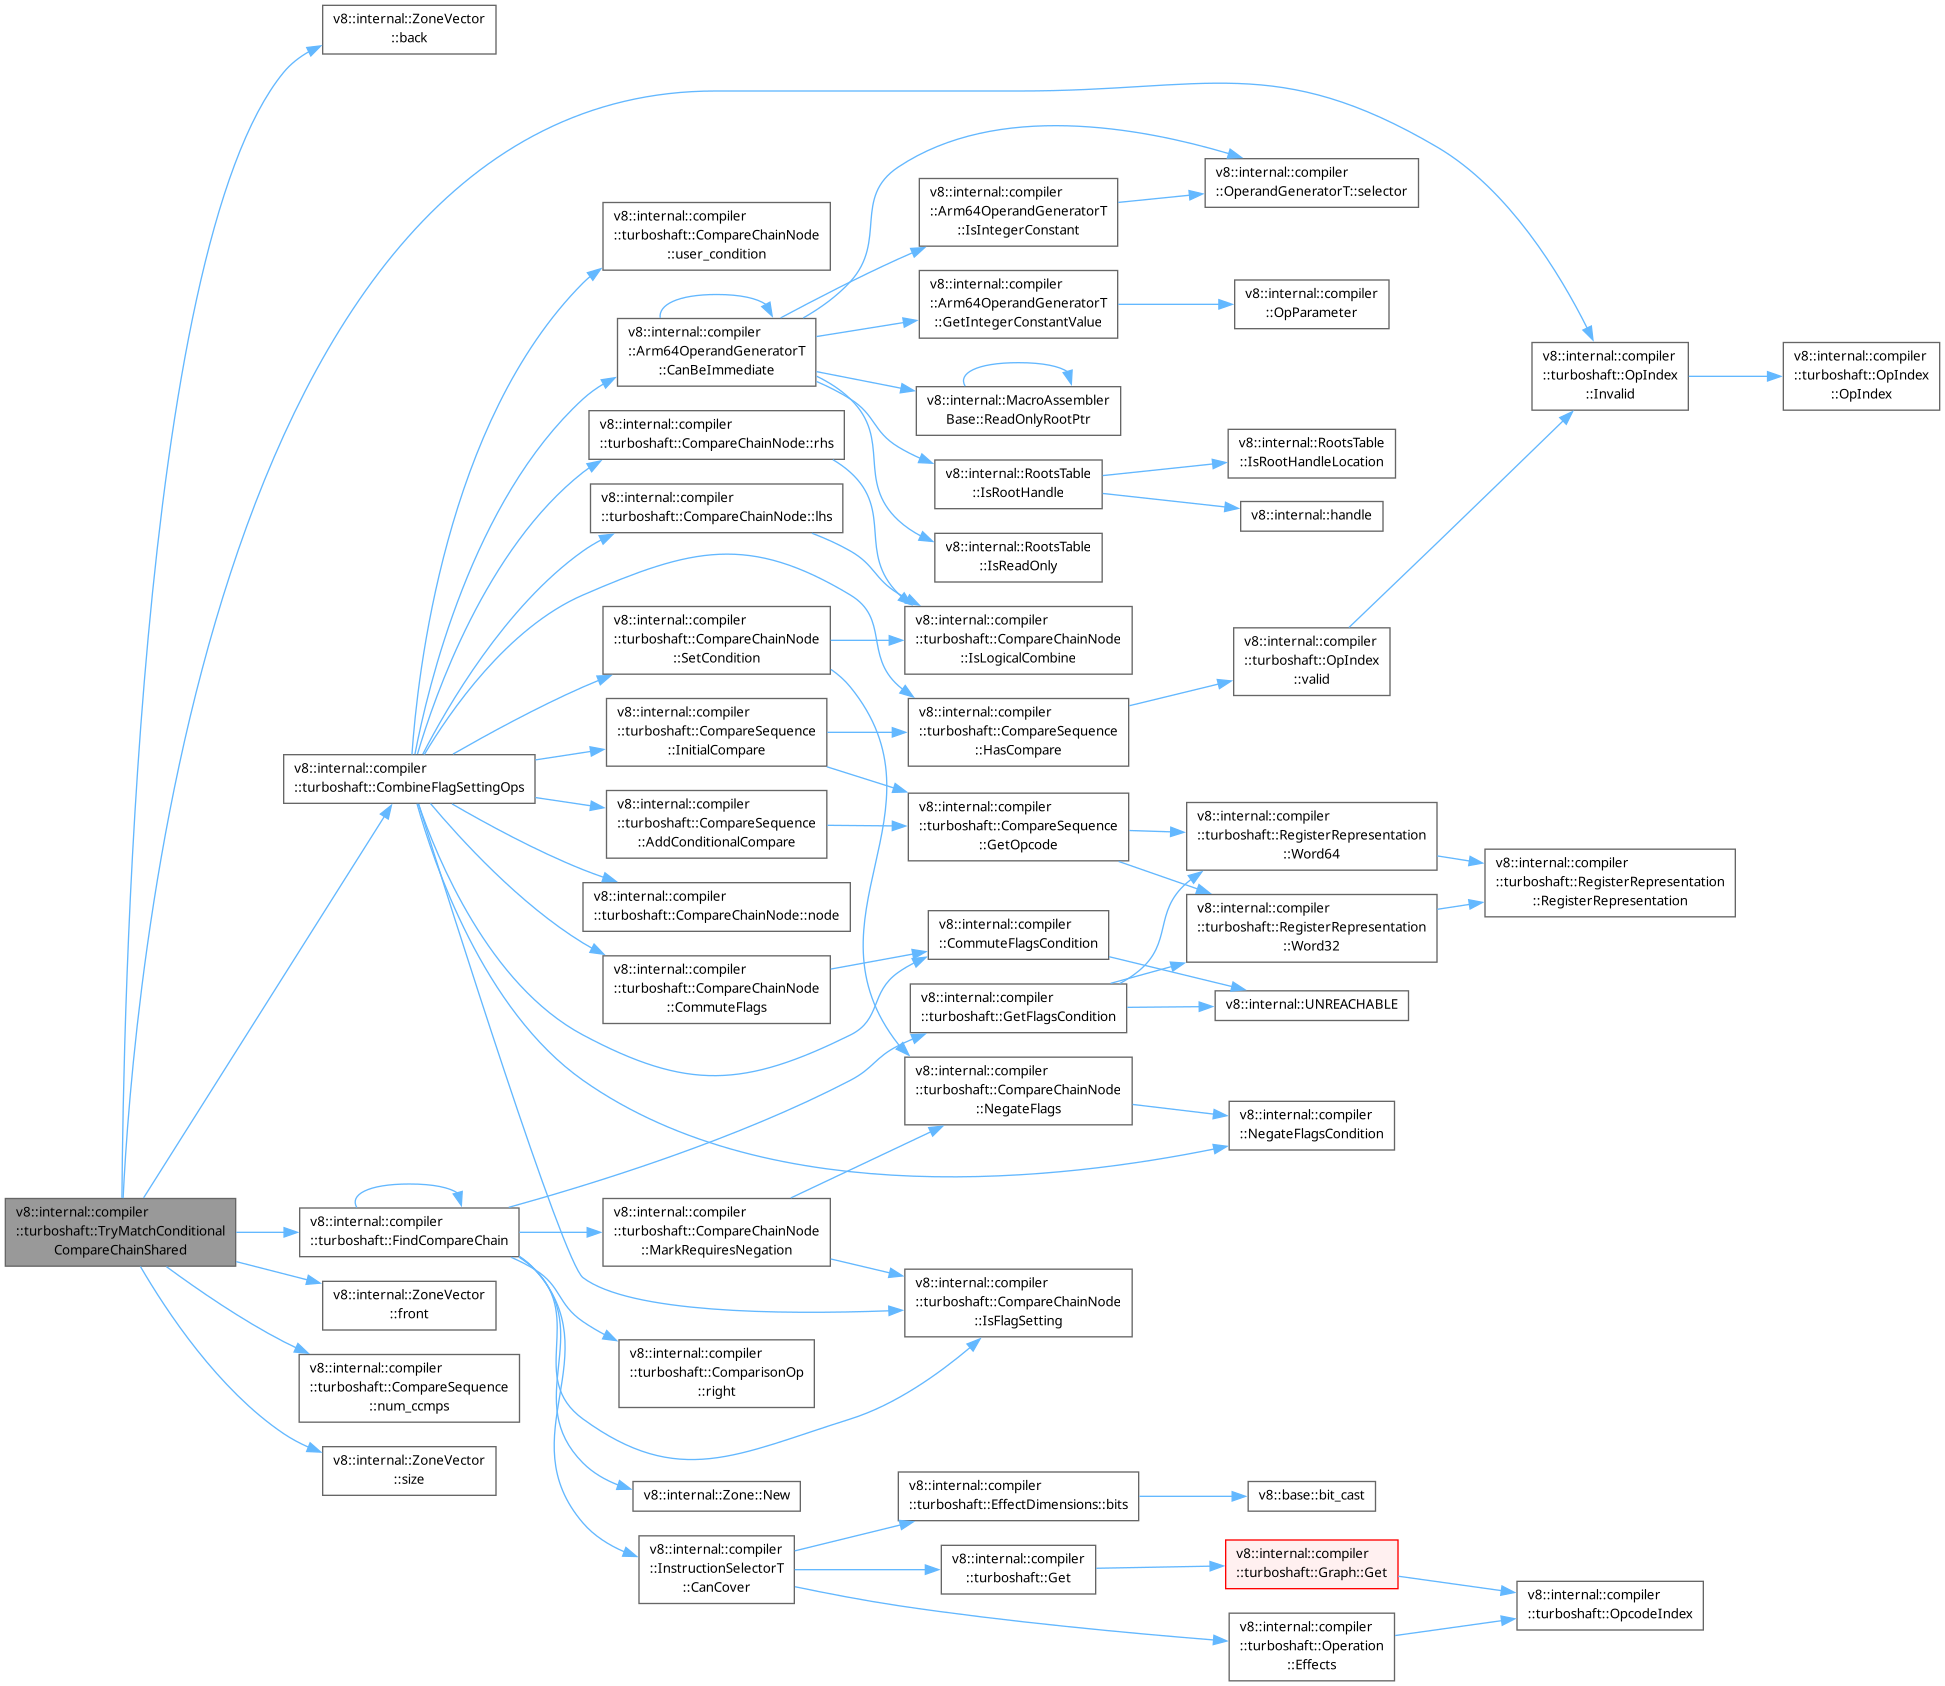 v8::internal::ZoneVector
::back
v8::internal::compiler
::OperandGeneratorT::selector
v8::internal::compiler
::Arm64OperandGeneratorT
::IsIntegerConstant
v8::internal::compiler
::turboshaft::CompareChainNode
::user_condition
v8::internal::compiler
::Arm64OperandGeneratorT
::GetIntegerConstantValue
v8::internal::compiler
::OpParameter
v8::internal::compiler
::Arm64OperandGeneratorT
::CanBeImmediate
v8::internal::compiler
::turboshaft::OpIndex
::Invalid
v8::internal::compiler
::turboshaft::OpIndex
::OpIndex
v8::internal::MacroAssembler
Base::ReadOnlyRootPtr
v8::internal::compiler
::turboshaft::CompareChainNode::rhs
v8::internal::RootsTable
::IsRootHandleLocation
v8::internal::RootsTable
::IsRootHandle
v8::internal::compiler
::turboshaft::CompareChainNode::lhs
v8::internal::handle
v8::internal::RootsTable
::IsReadOnly
v8::internal::compiler
::turboshaft::CompareChainNode
::SetCondition
v8::internal::compiler
::turboshaft::CompareChainNode
::IsLogicalCombine
v8::internal::compiler
::turboshaft::OpIndex
::valid
v8::internal::compiler
::turboshaft::CompareSequence
::InitialCompare
v8::internal::compiler
::turboshaft::CompareSequence
::HasCompare
v8::internal::compiler
::turboshaft::CombineFlagSettingOps
v8::internal::compiler
::turboshaft::CompareSequence
::AddConditionalCompare
v8::internal::compiler
::turboshaft::CompareSequence
::GetOpcode
v8::internal::compiler
::turboshaft::RegisterRepresentation
::Word64
v8::internal::compiler
::turboshaft::RegisterRepresentation
::RegisterRepresentation
v8::internal::compiler
::turboshaft::CompareChainNode::node
v8::internal::compiler
::turboshaft::RegisterRepresentation
::Word32
v8::internal::compiler
::CommuteFlagsCondition
v8::internal::compiler
::turboshaft::CompareChainNode
::CommuteFlags
v8::internal::compiler
::turboshaft::GetFlagsCondition
v8::internal::UNREACHABLE
v8::internal::compiler
::turboshaft::CompareChainNode
::NegateFlags
v8::internal::compiler
::NegateFlagsCondition
v8::internal::compiler
::turboshaft::TryMatchConditional
CompareChainShared
v8::internal::compiler
::turboshaft::FindCompareChain
v8::internal::compiler
::turboshaft::CompareChainNode
::MarkRequiresNegation
v8::internal::ZoneVector
::front
v8::internal::compiler
::turboshaft::CompareChainNode
::IsFlagSetting
v8::internal::compiler
::turboshaft::CompareSequence
::num_ccmps
v8::internal::compiler
::turboshaft::ComparisonOp
::right
v8::internal::ZoneVector
::size
v8::internal::Zone::New
v8::internal::compiler
::turboshaft::EffectDimensions::bits
v8::base::bit_cast
v8::internal::compiler
::InstructionSelectorT
::CanCover
v8::internal::compiler
::turboshaft::Get
v8::internal::compiler
::turboshaft::Graph::Get
v8::internal::compiler
::turboshaft::OpcodeIndex
v8::internal::compiler
::turboshaft::Operation
::Effects